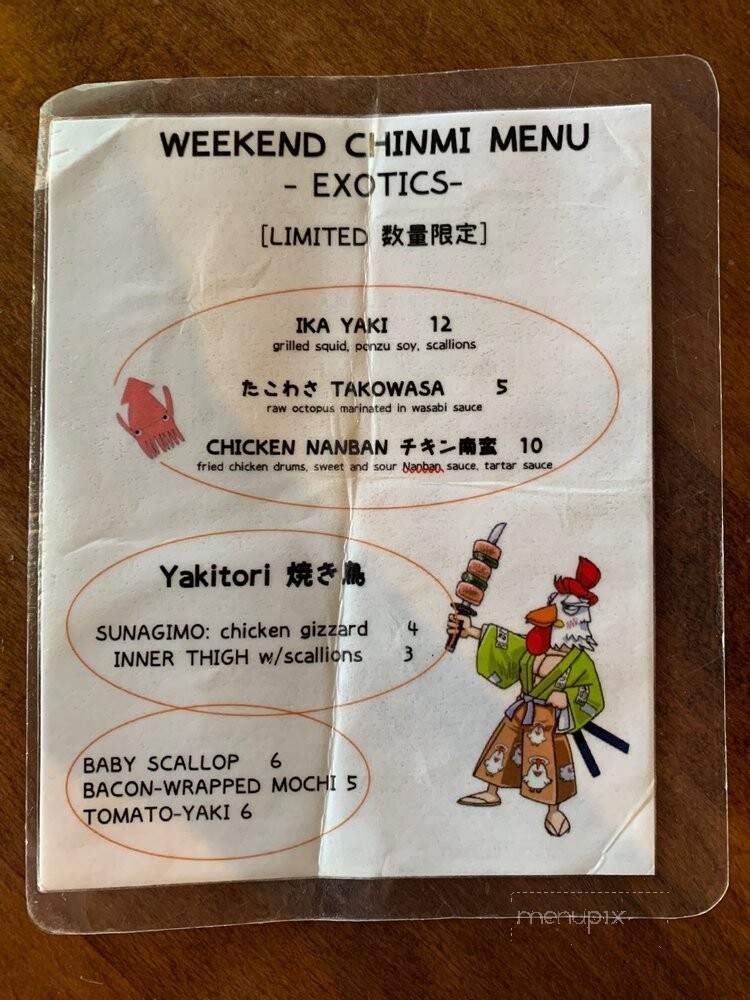 WEEKEND CHINMI MENU
- EXOTICS-
[LIMITED 数量限定]
IKA YAKI 12
grilled squid, ponzu soy, scallions
たこわさ TAKOWASA 5
raw octopus marinated in wasabi sauce
CHICKEN NANBAN チキン南蛮 10
fried chicken drums, sweet and sour Nanban sauce, tartar sauce
Yakitori 焼き鳥
SUNAGIMO: chicken gizzard 4
INNER THIGH w/scallions 3
BABY SCALLOP 6
BACON-WRAPPED MOCHI 5
TOMATO-YAKI 6
menupix